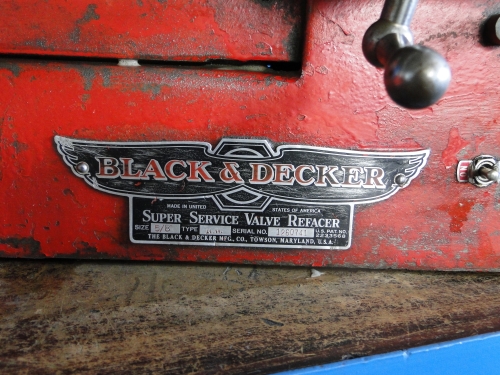 BLACK & DECKER
MADE IN UNITED STATES OF AMERICA
SUPER SERVICE VALVE REFACER
SIZE TYPE SERIAL NO. U.S. PAT. NO.
2233568
THE BLACK & DECKER MFG., CO., TOWSON, MARYLAND, U.S.A.